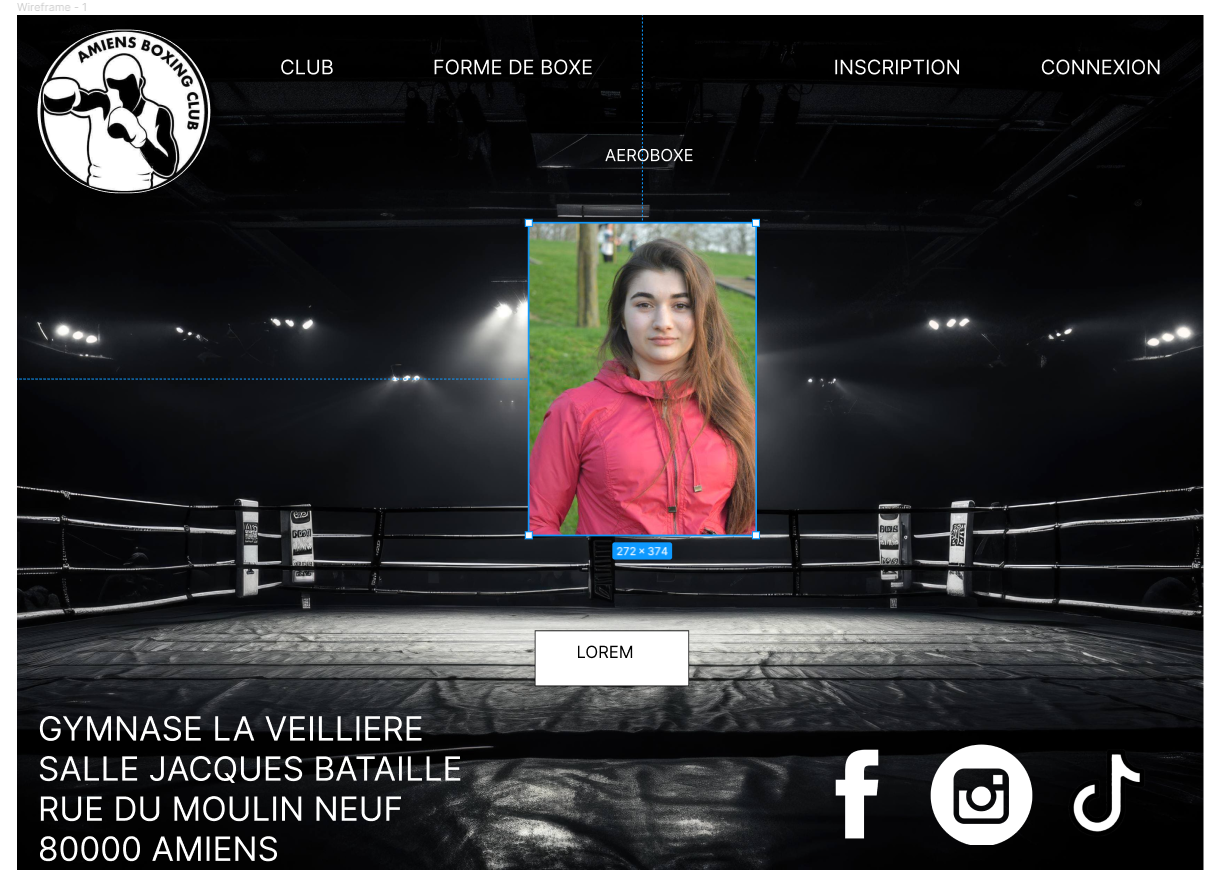 Wireframe - 1
AMIENS BOXING CLUB
CLUB
FORME DE BOXE
INSCRIPTION
CONNEXION
AEROBOXE
272 × 374
LOREM
GYMNASE LA VEILLIERE
SALLE JACQUES BATAILLE
RUE DU MOULIN NEUF
80000 AMIENS